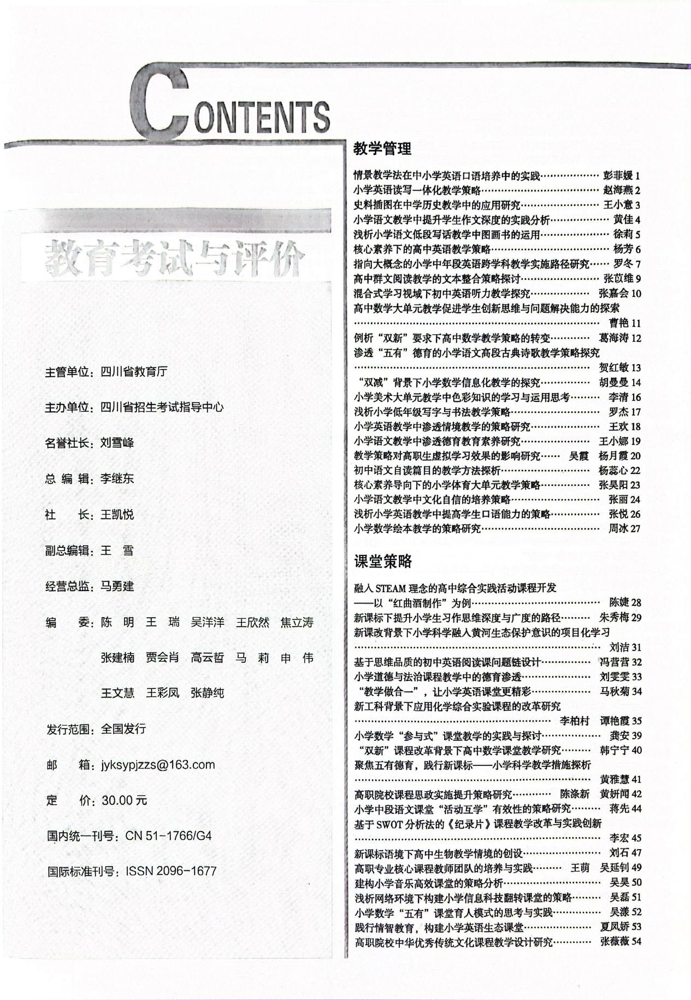 CONTENTS
教育考试与评价
主管单位：四川省教育厅
主办单位：四川省招生考试指导中心
名誉社长：刘雪峰
总 编 辑：李继东
社　　长：王凯悦
副总编辑：王　雪
经营总监：马勇建
编　　委：陈　明　王　瑞　吴洋洋　王欣然　焦立涛
张建楠　贾会肖　高云哲　马　莉　申　伟
王文慧　王彩凤　张静纯
发行范围：全国发行
邮　　箱：jyksypjzzs@163.com
定　　价：30.00 元
国内统一刊号：CN 51-1766/G4
国际标准刊号：ISSN 2096-1677
教学管理
情景教学法在中小学英语口语培养中的实践………………彭菲媛 1
小学英语读写一体化教学策略………………………………赵海燕 2
史料插图在中学历史教学中的应用研究……………………王小意 3
小学语文教学中提升学生作文深度的实践分析………………黄佳 4
浅析小学语文低段写话教学中图画书的运用…………………徐莉 5
核心素养下的高中英语教学策略………………………………杨芳 6
指向大概念的小学中年段英语跨学科教学实施路径研究……罗冬 7
高中群文阅读教学的文本整合策略探讨……………………张苡维 9
混合式学习视域下初中英语听力教学探究………………张嘉会 10
高中数学大单元教学促进学生创新思维与问题解决能力的探索
…………………………………………………………………曹艳 11
例析“双新”要求下高中数学教学策略的转变…………葛海涛 12
渗透“五有”德育的小学语文高段古典诗歌教学策略探究
………………………………………………………………贺红敏 13
“双减”背景下小学数学信息化教学的探究……………胡曼曼 14
小学美术大单元教学中色彩知识的学习与运用思考………李清 16
浅析小学低年级写字与书法教学策略………………………罗杰 17
小学英语教学中渗透情境教学的策略研究…………………王欢 18
小学语文教学中渗透德育教育素养研究…………………王小娜 19
教学策略对高职生虚拟学习效果的影响研究……吴霞　杨月霞 20
初中语文自读篇目的教学方法探析………………………杨蕊心 22
核心素养导向下的小学体育大单元教学策略……………张昊阳 23
小学语文教学中文化自信的培养策略………………………张丽 24
浅析小学英语教学中提高学生口语能力的策略……………张悦 26
小学数学绘本教学的策略研究………………………………周冰 27
课堂策略
融入 STEAM 理念的高中综合实践活动课程开发
——以“红曲酒制作”为例…………………………………陈婕 28
新课标下提升小学生习作思维深度与广度的路径………朱秀梅 29
新课改背景下小学科学融入黄河生态保护意识的项目化学习
…………………………………………………………………刘洁 31
基于思维品质的初中英语阅读课问题链设计……………冯营营 32
小学道德与法治课程教学中的德育渗透…………………刘雯雯 33
“教学做合一”，让小学英语课堂更精彩………………马秋菊 34
新工科背景下应用化学综合实验课程的改革研究
……………………………………………………李柏村　谭艳霞 35
小学数学“参与式”课堂教学的实践与探讨………………龚安 39
“双新”课程改革背景下高中数学课堂教学研究………韩宁宁 40
聚焦五有德育，践行新课标——小学科学教学措施探析
………………………………………………………………黄雅慧 41
高职院校课程思政实施提升策略研究…………陈涤新　黄妍闻 42
小学中段语文课堂“活动互学”有效性的策略研究………蒋先 44
基于 SWOT 分析法的《纪录片》课程教学改革与实践创新
…………………………………………………………………李宏 45
新课标语境下高中生物教学情境的创设……………………刘石 47
高职专业核心课程教师团队的培养与实践………王萌　吴延钊 49
建构小学音乐高效课堂的策略分析…………………………吴昊 50
浅析网络环境下构建小学信息科技翻转课堂的策略………吴磊 51
小学数学“五有”课堂育人模式的思考与实践……………吴漾 52
践行情智教育，构建小学英语生态课堂…………………夏凤娇 53
高职院校中华优秀传统文化课程教学设计研究…………张薇薇 54